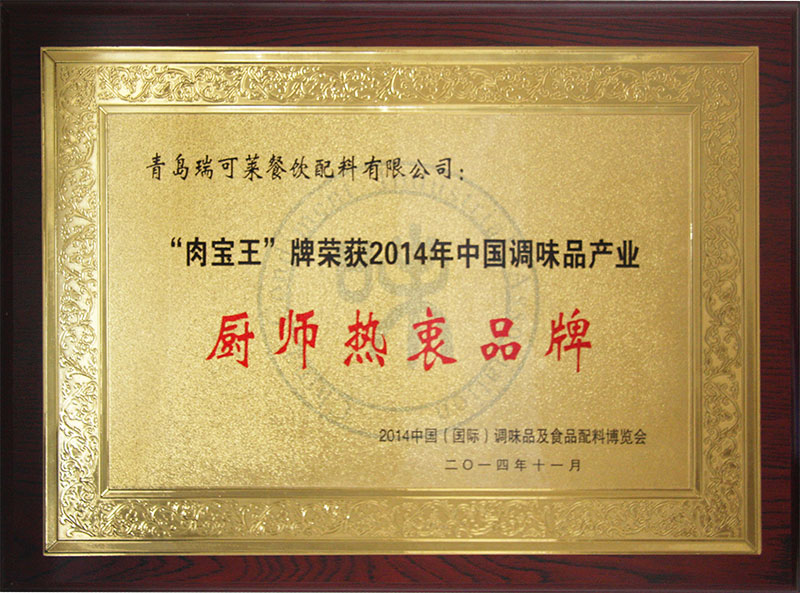 青岛瑞可莱餐饮配料有限公司：
“肉宝王”牌荣获2014年中国调味品产业
厨师热衷品牌
2014中国（国际）调味品及食品配料博览会
二〇一四年十一月